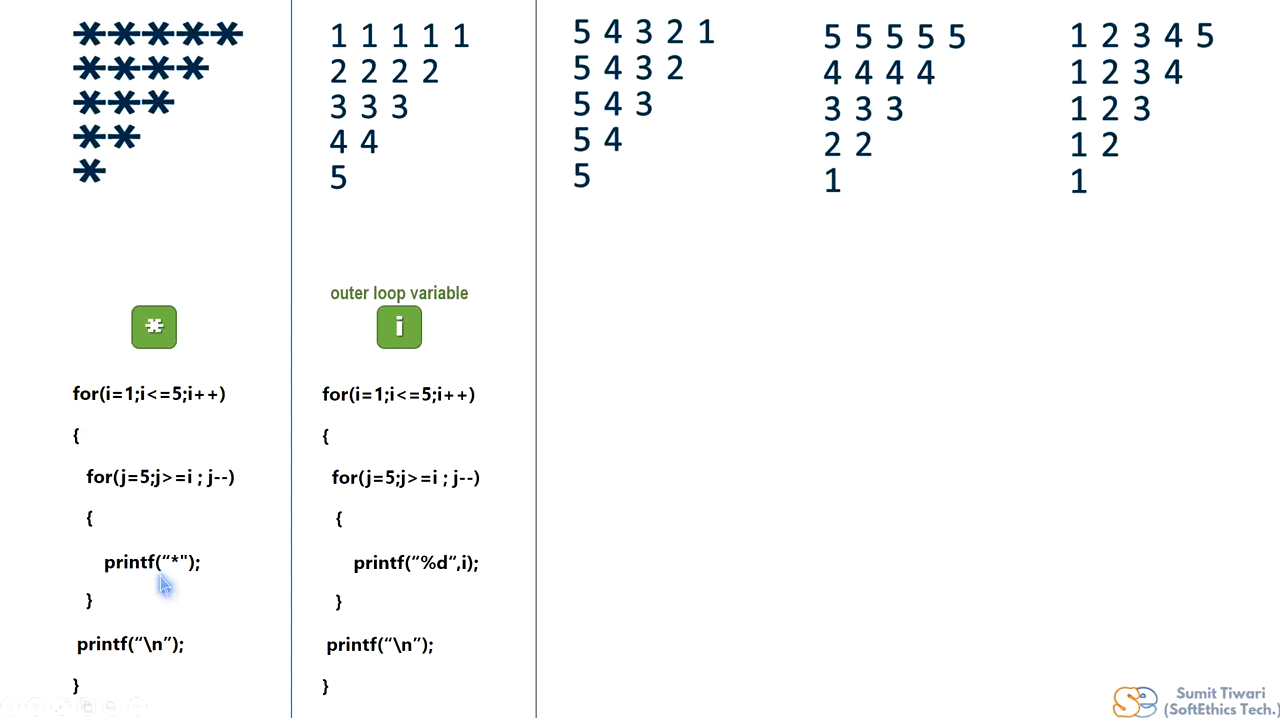 *****
****
***
**
*
1 1 1 1 1
2 2 2 2
3 3 3
4 4
5
5 4 3 2 1
5 4 3 2
5 4 3
5 4
5
5 5 5 5 5
4 4 4 4
3 3 3
2 2
1
1 2 3 4 5
1 2 3 4
1 2 3
1 2
1
*
for(i=1;i<=5;i++)
{
for(j=5;j>=i ; j--)
{
printf(“*");
}
printf(“\n”);
}
outer loop variable
i
for(i=1;i<=5;i++)
{
for(j=5;j>=i ; j--)
{
printf(“%d“,i);
}
printf(“\n”);
}
Sumit Tiwari
(SoftEthics Tech.)